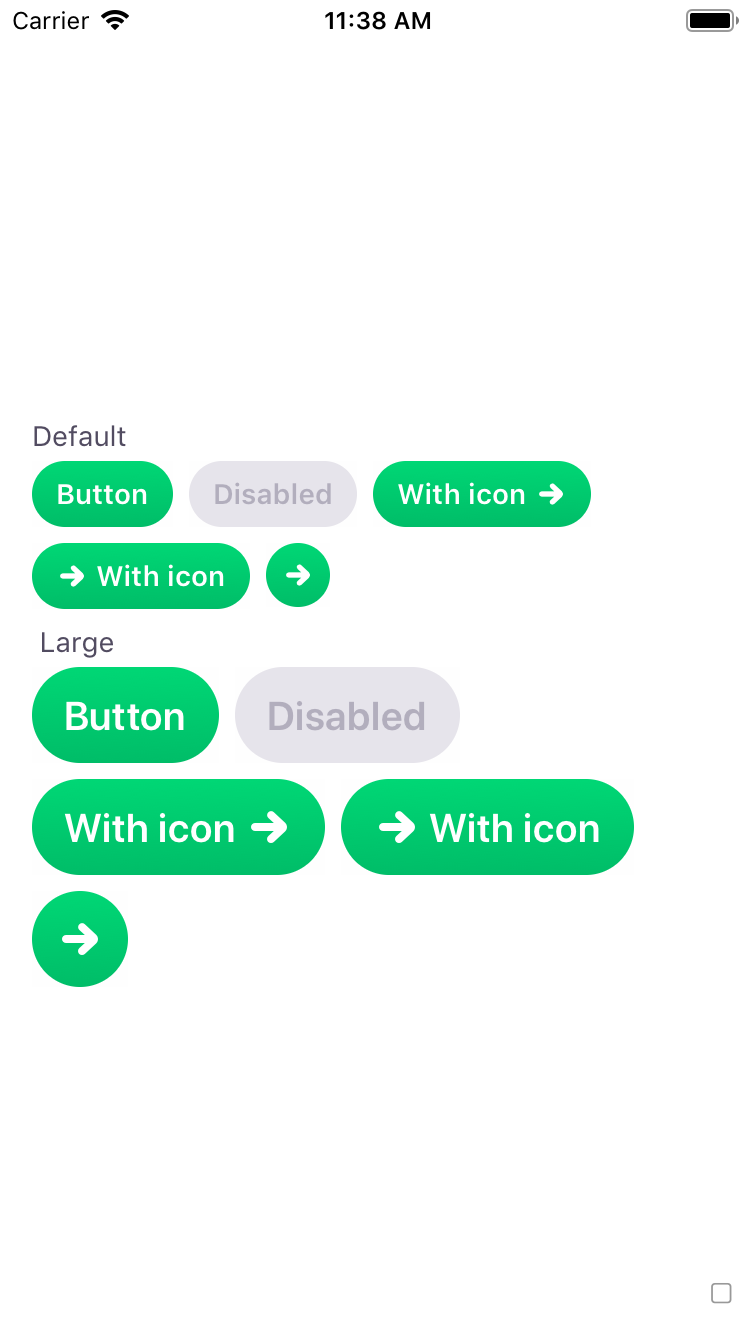 Carrier 11:38 AM
Default
Button Disabled With icon
With icon
Large
Button Disabled
With icon With icon